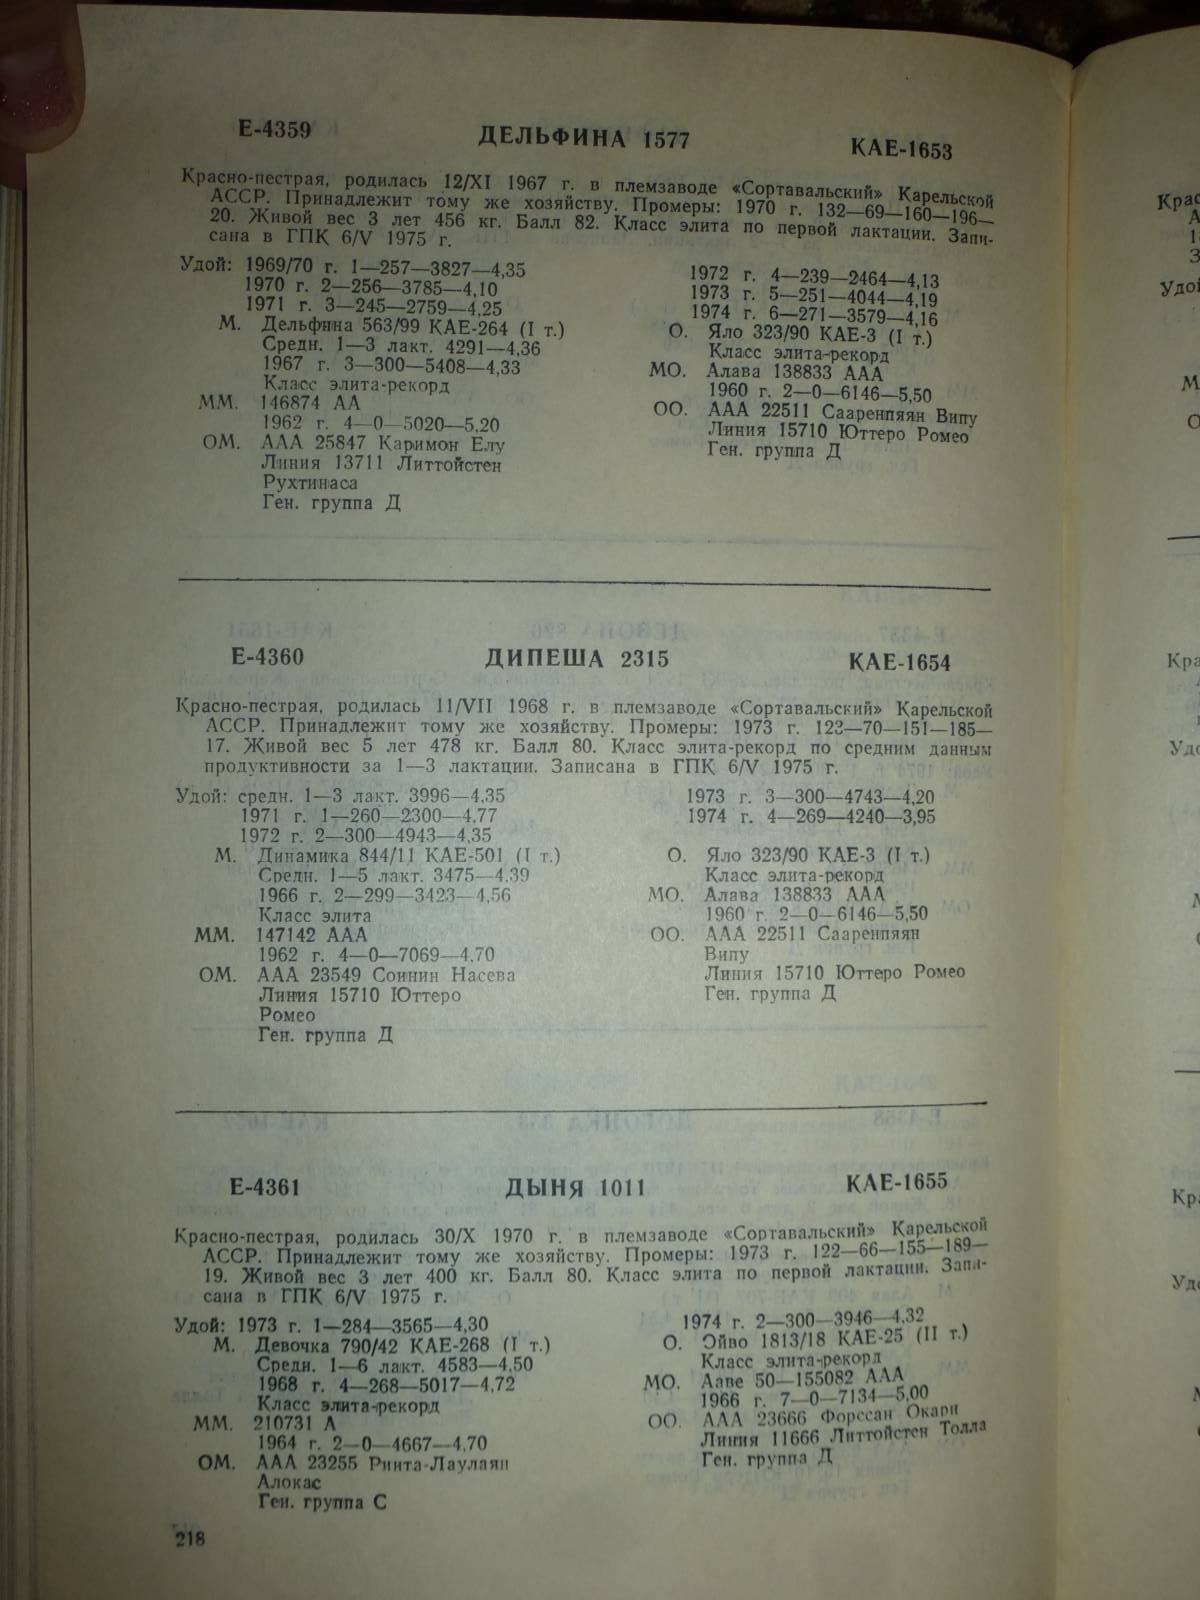 Е-4359 ДЕЛЬФИНА 1577 КАЕ-1653
Красно-пестрая, родилась 12/XI 1967 г. в племзаводе «Сортавальский» Карельской
АССР. Принадлежит тому же хозяйству. Промеры: 1970 г. 132—69—160—196—
20. Живой вес 3 лет 456 кг. Балл 82. Класс элита по первой лактации. Запи-
сана в ГПК 6/V 1975 г.
Удой: 1969/70 г. 1—257—3827—4,35
1970 г. 2—256—3785—4,10
1971 г. 3—245—2759—4,25
М. Дельфина 563/99 КАЕ-264 (I т.)
Средн. 1—3 лакт. 4291—4,36
1967 г. 3—300—5408—4,33
Класс элита-рекорд
ММ. 146874 АА
1962 г. 4—0—5020—5,20
ОМ. ААА 25847 Каримон Елу
Линия 13711 Литтойстен
Рухтинаса
Ген. группа Д
1972 г. 4—239—2464—4,13
1973 г. 5—251—4044—4,19
1974 г. 6—271—3579—4,16
О. Яло 323/90 КАЕ-3 (I т.)
Класс элита-рекорд
МО. Алава 138833 ААА
1960 г. 2—0—6146—5,50
ОО. ААА 22511 Сааренпяян Випу
Линия 15710 Юттеро Ромео
Ген. группа Д
Е-4360 ДИПЕША 2315 КАЕ-1654
Красно-пестрая, родилась 11/VII 1968 г. в племзаводе «Сортавальский» Карельской
АССР. Принадлежит тому же хозяйству. Промеры: 1973 г. 123—70—151—185—
17. Живой вес 5 лет 478 кг. Балл 80. Класс элита-рекорд по средним данным
продуктивности за 1—3 лактации. Записана в ГПК 6/V 1975 г.
Удой: средн. 1—3 лакт. 3996—4,35
1971 г. 1—260—2300—4,77
1972 г. 2—300—4943—4,35
М. Динамика 844/11 КАЕ-501 (I т.)
Средн. 1—5 лакт. 3475—4,39
1966 г. 2—299—3423—4,56
Класс элита
ММ. 147142 ААА
1962 г. 4—0—7069—4,70
ОМ. ААА 23549 Соинин Насева
Линия 15710 Юттеро
Ромео
Ген. группа Д
1973 г. 3—300—4743—4,20
1974 г. 4—269—4240—3,95
О. Яло 323/90 КАЕ-3 (I т.)
Класс элита-рекорд
МО. Алава 138833 ААА
1960 г. 2—0—6146—5,50
ОО. ААА 22511 Сааренпяян
Випу
Линия 15710 Юттеро Ромео
Ген. группа Д
Е-4361 ДЫНЯ 1011 КАЕ-1655
Красно-пестрая, родилась 30/X 1970 г. в племзаводе «Сортавальский» Карельской
АССР. Принадлежит тому же хозяйству. Промеры: 1973 г. 122—66—155—189—
19. Живой вес 3 лет 400 кг. Балл 80. Класс элита по первой лактации. Запи-
сана в ГПК 6/V 1975 г.
Удой: 1973 г. 1—284—3565—4,30
М. Девочка 790/42 КАЕ-268 (I т.)
Средн. 1—6 лакт. 4583—4,50
1968 г. 4—268—5017—4,72
Класс элита-рекорд
ММ. 210731 А
1964 г. 2—0—4667—4,70
ОМ. ААА 23255 Ринта-Лаулаян
Алокас
Ген. группа С
1974 г. 2—300—3946—4,32
О. Эйво 1813/18 КАЕ-25 (II т.)
Класс элита-рекорд
МО. Ааве 50—155082 ААА
1966 г. 7—0—7134—5,00
ОО. ААА 23666 Форссан Окари
Линия 11666 Литтойстен Толла
Ген. группа Д
218